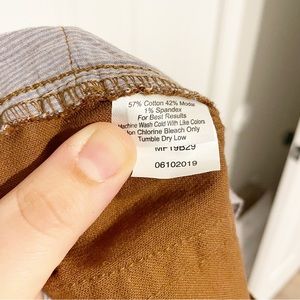 57% Cotton 42% Modal
1% Spandex
For Best Results
Machine Wash Cold With Like Colors
Non Chlorine Bleach Only
Tumble Dry Low
MF19B29
06102019